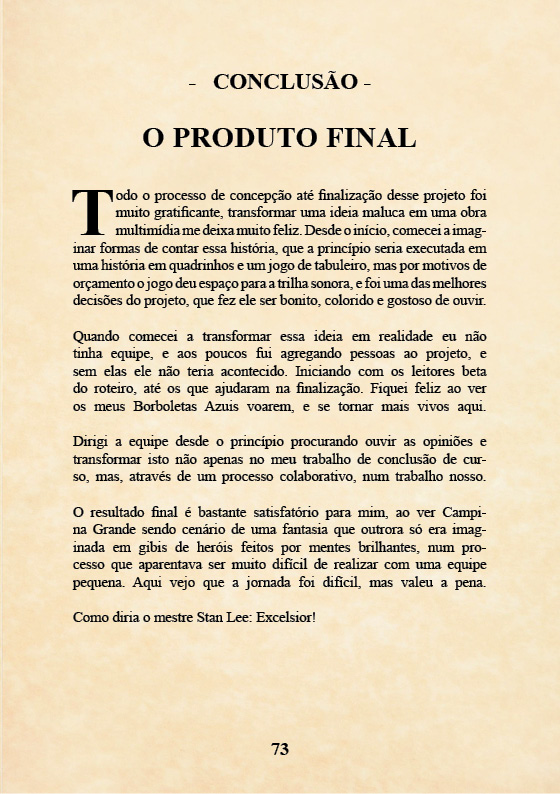 - CONCLUSÃO -
O PRODUTO FINAL
Todo o processo de concepção até finalização desse projeto foi
muito gratificante, transformar uma ideia maluca em uma obra
multimídia me deixa muito feliz. Desde o início, comecei a imag-
inar formas de contar essa história, que a princípio seria executada em
uma história em quadrinhos e um jogo de tabuleiro, mas por motivos de
orçamento o jogo deu espaço para a trilha sonora, e foi uma das melhores
decisões do projeto, que fez ele ser bonito, colorido e gostoso de ouvir.
Quando comecei a transformar essa ideia em realidade eu não
tinha equipe, e aos poucos fui agregando pessoas ao projeto, e
sem elas ele não teria acontecido. Iniciando com os leitores beta
do roteiro, até os que ajudaram na finalização. Fiquei feliz ao ver
os meus Borboletas Azuis voarem, e se tornar mais vivos aqui.
Dirigi a equipe desde o princípio procurando ouvir as opiniões e
transformar isto não apenas no meu trabalho de conclusão de cur-
so, mas, através de um processo colaborativo, num trabalho nosso.
O resultado final é bastante satisfatório para mim, ao ver Campi-
na Grande sendo cenário de uma fantasia que outrora só era imag-
inada em gibis de heróis feitos por mentes brilhantes, num pro-
cesso que aparentava ser muito difícil de realizar com uma equipe
pequena. Aqui vejo que a jornada foi difícil, mas valeu a pena.
Como diria o mestre Stan Lee: Excelsior!
73